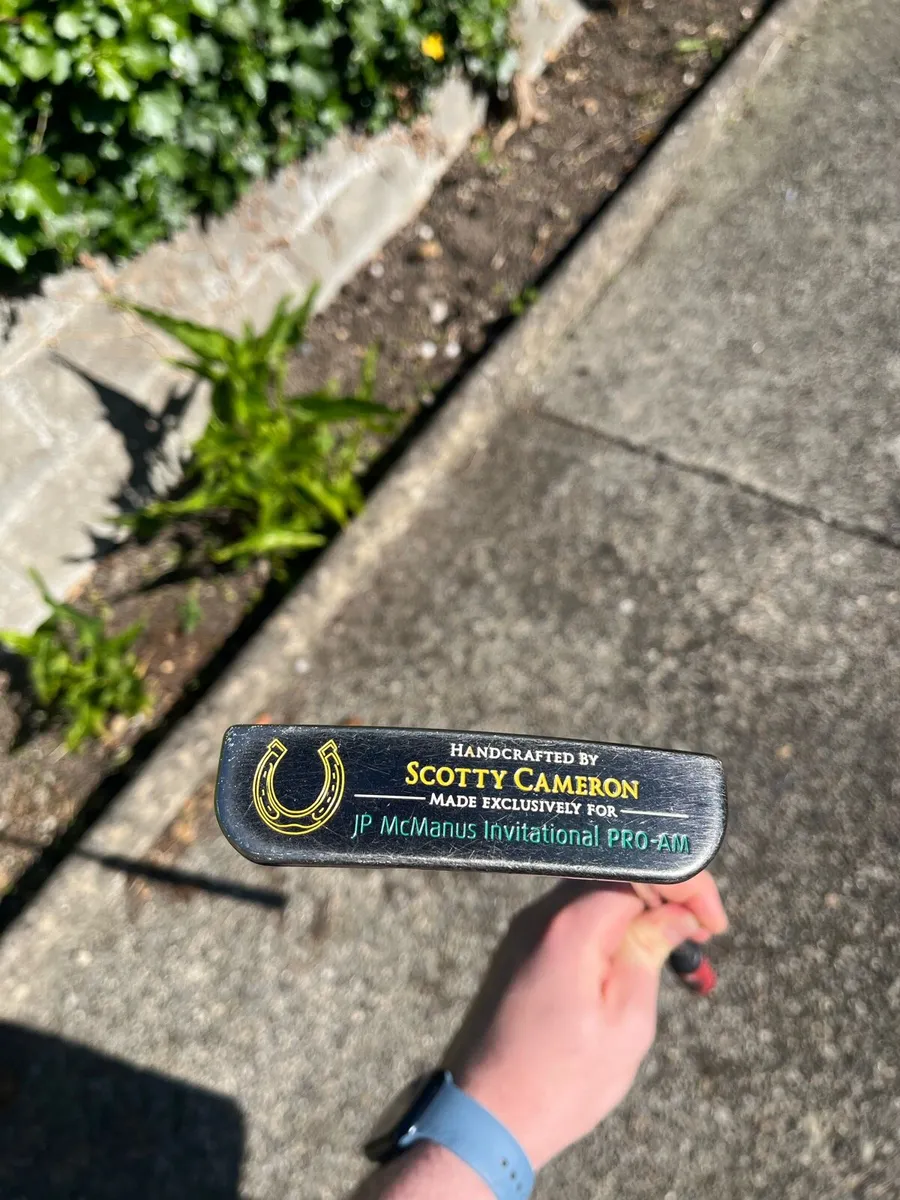 HANDCRAFTED BY
SCOTTY CAMERON
MADE EXCLUSIVELY FOR
JP McManus Invitational PRO-AM